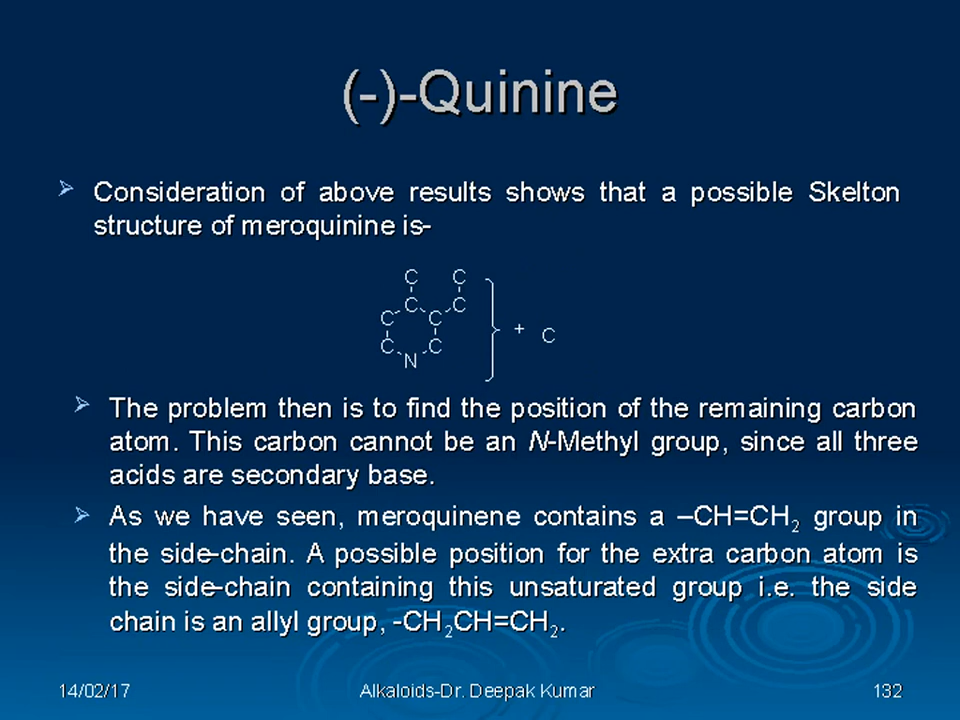 (-)-Quinine
➢ Consideration of above results shows that a possible Skelton
structure of meroquinine is-
C C
C C
C C
C C
N
+ C
➢ The problem then is to find the position of the remaining carbon
atom. This carbon cannot be an N-Methyl group, since all three
acids are secondary base.
➢ As we have seen, meroquinene contains a –CH=CH₂ group in
the side-chain. A possible position for the extra carbon atom is
the side-chain containing this unsaturated group i.e. the side
chain is an allyl group, -CH₂CH=CH₂.
14/02/17 Alkaloids-Dr. Deepak Kumar 132